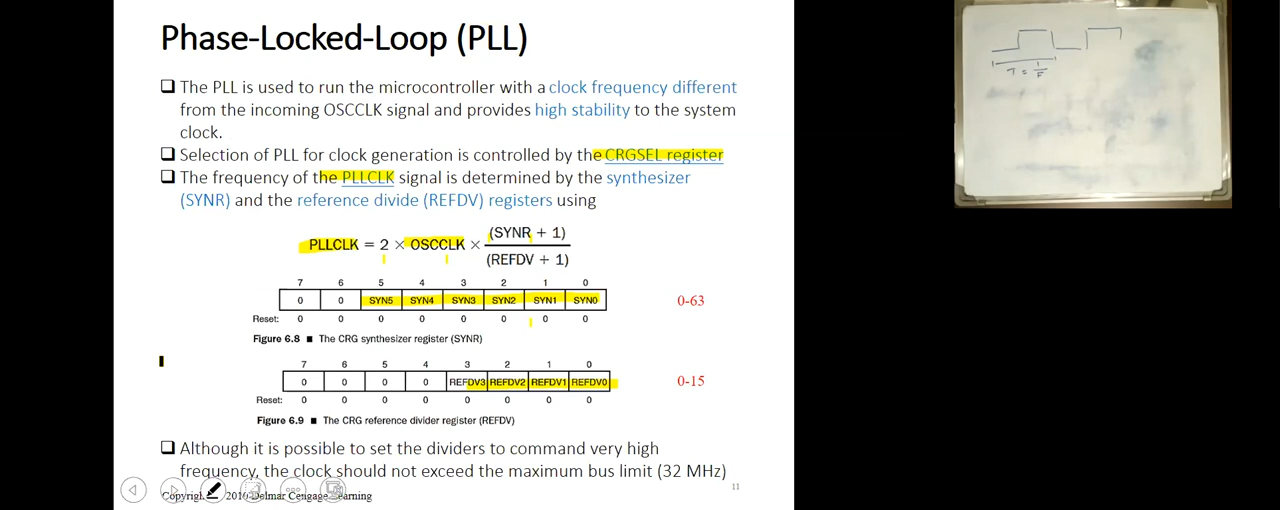 Phase-Locked-Loop (PLL)
❑ The PLL is used to run the microcontroller with a clock frequency different
from the incoming OSCCLK signal and provides high stability to the system
clock.
❑ Selection of PLL for clock generation is controlled by the CRGSEL register
❑ The frequency of the PLLCLK signal is determined by the synthesizer
(SYNR) and the reference divide (REFDV) registers using
PLLCLK = 2 × OSCCLK × (SYNR + 1) / (REFDV + 1)
7 6 5 4 3 2 1 0
0 0 SYN5 SYN4 SYN3 SYN2 SYN1 SYN0 0-63
Reset: 0 0 0 0 0 0 0 0
Figure 6.8 ■ The CRG synthesizer register (SYNR)
7 6 5 4 3 2 1 0
0 0 0 0 REFDV3 REFDV2 REFDV1 REFDV0 0-15
Reset: 0 0 0 0 0 0 0 0
Figure 6.9 ■ The CRG reference divider register (REFDV)
❑ Although it is possible to set the dividers to command very high
frequency, the clock should not exceed the maximum bus limit (32 MHz)
2010 Delmar Cengage Learning
11
T = 1/F